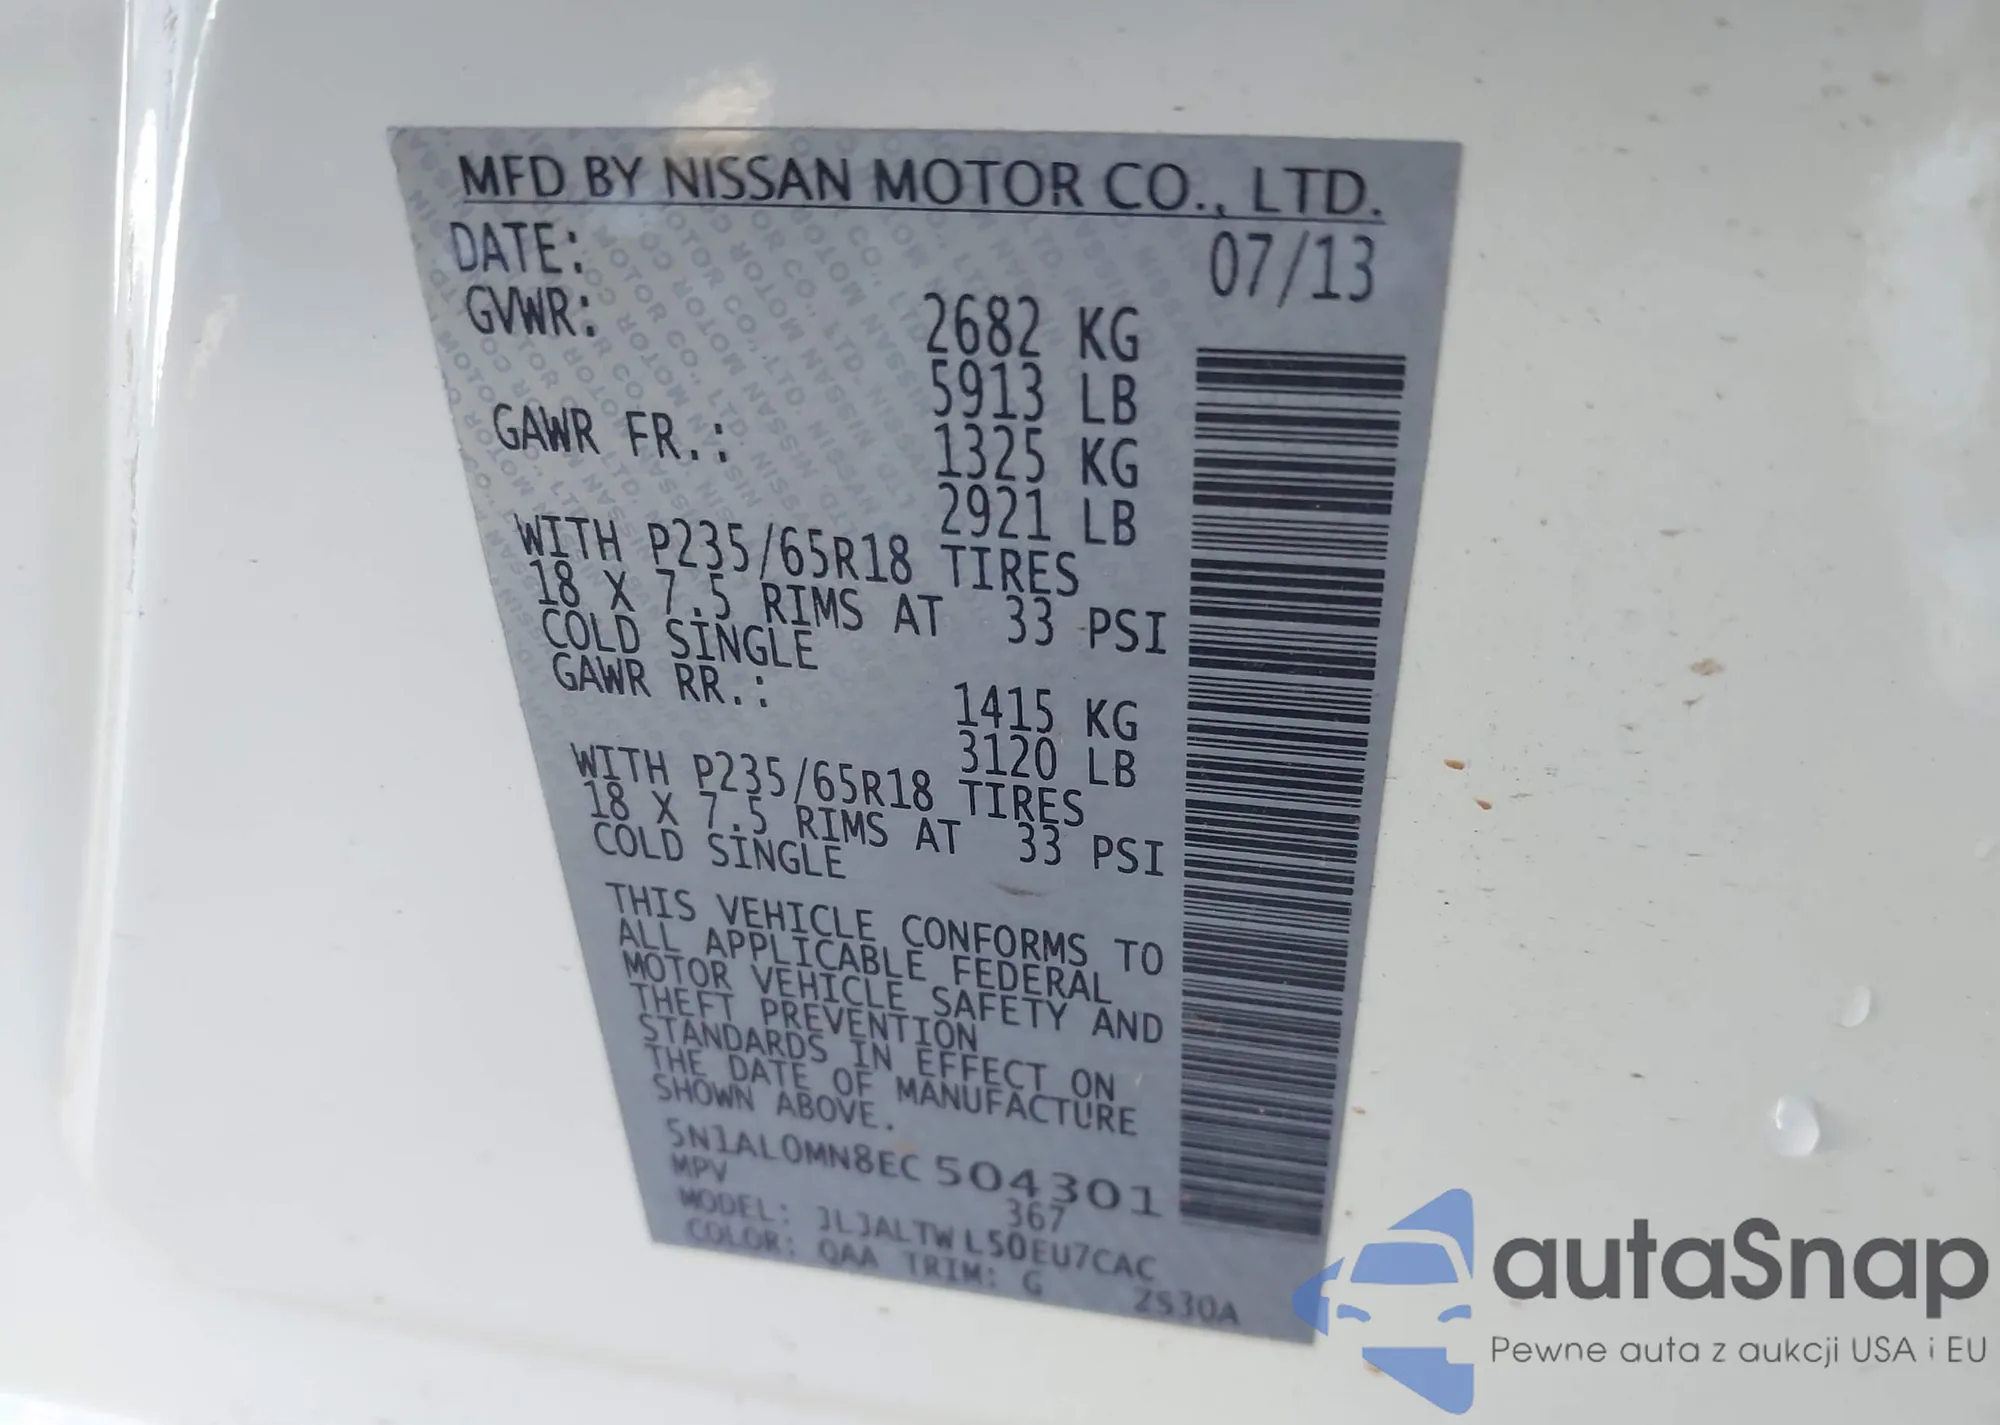 MFD BY NISSAN MOTOR CO., LTD.
DATE: 07/13
GVWR: 2682 KG
5913 LB
GAWR FR.: 1325 KG
2921 LB
WITH P235/65R18 TIRES
18 X 7.5 RIMS AT 33 PSI
COLD SINGLE
GAWR RR.: 1415 KG
3120 LB
WITH P235/65R18 TIRES
18 X 7.5 RIMS AT 33 PSI
COLD SINGLE
THIS VEHICLE CONFORMS TO
ALL APPLICABLE FEDERAL
MOTOR VEHICLE SAFETY AND
THEFT PREVENTION
STANDARDS IN EFFECT ON
THE DATE OF MANUFACTURE
SHOWN ABOVE.
5N1AL0MN8EC504301
MPV 367
MODEL: JLJALTWL50EU7CAC
COLOR: QAA TRIM: G 2S30A
autaSnap
Pewne auta z aukcji USA i EU